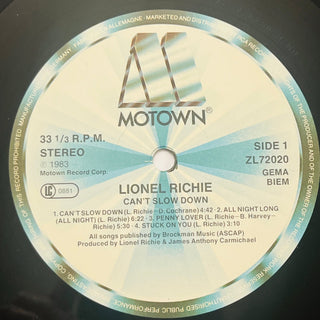 MOTOWN®
33 1/3 R.P.M.
STEREO
℗ 1983
Motown Record Corp.
LC 0881
SIDE 1
ZL72020
GEMA
BIEM
LIONEL RICHIE
CAN'T SLOW DOWN
1. CAN'T SLOW DOWN (L. Richie–D. Cochrane) 4:42 · 2. ALL NIGHT LONG
(ALL NIGHT) (L. Richie) 6:22 · 3. PENNY LOVER (L. Richie–B. Harvey–
Richie) 5:30 · 4. STUCK ON YOU (L. Richie) 3:10
All songs published by Brockman Music (ASCAP)
Produced by Lionel Richie & James Anthony Carmichael